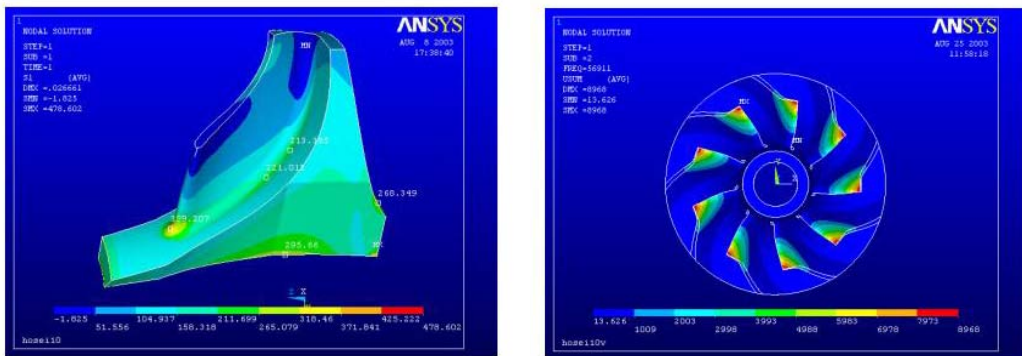 1
NODAL SOLUTION
STEP=1
SUB =1
TIME=1
S1 (AVG)
DMX =.026661
SMN =-1.825
SMX =478.602
ANSYS
AUG 8 2003
17:38:40
MN
221.011
268.349
295.66
MX
Z X
-1.825 104.937 211.699 318.46 425.222
51.556 158.318 265.079 371.841 478.602
hosei10
1
NODAL SOLUTION
STEP=1
SUB =2
FREQ=56911
USUM (AVG)
DMX =8968
SMN =13.626
SMX =8968
ANSYS
AUG 25 2003
11:58:18
MX
MN
13.626 2003 3993 5983 7973
1009 2998 4988 6978 8968
hosei10v